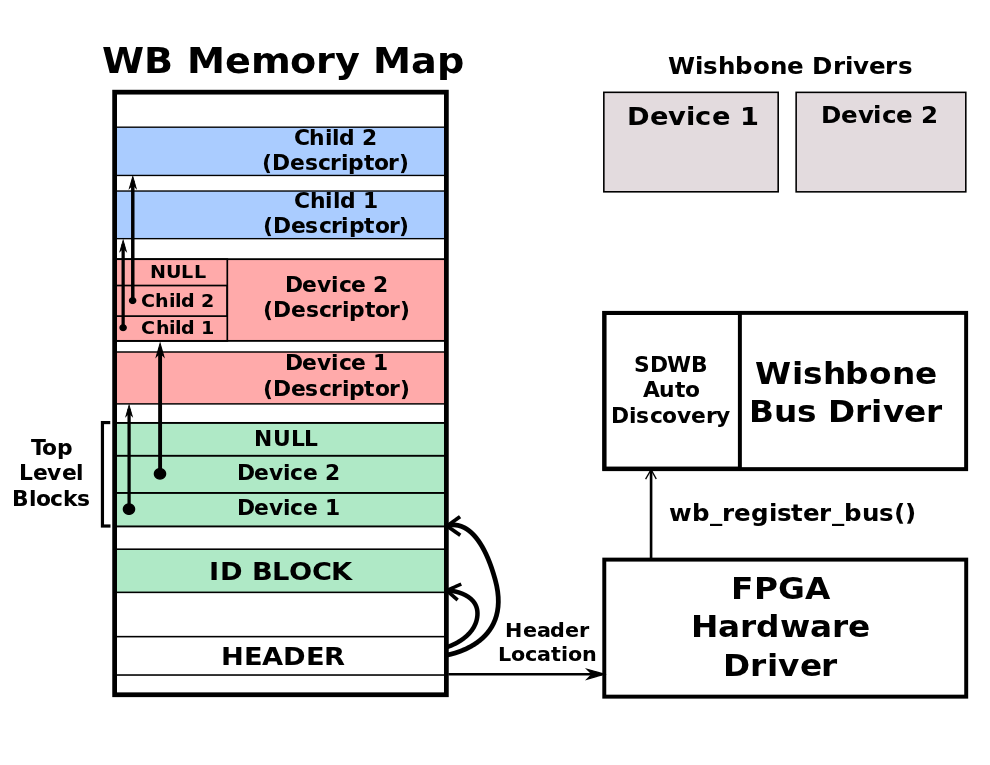 WB Memory Map
Child 2
(Descriptor)
Child 1
(Descriptor)
NULL
Child 2
Child 1
Device 2
(Descriptor)
Device 1
(Descriptor)
Top
Level
Blocks
NULL
Device 2
Device 1
ID BLOCK
HEADER
Header
Location
Wishbone Drivers
Device 1
Device 2
SDWB
Auto
Discovery
Wishbone
Bus Driver
wb_register_bus()
FPGA
Hardware
Driver